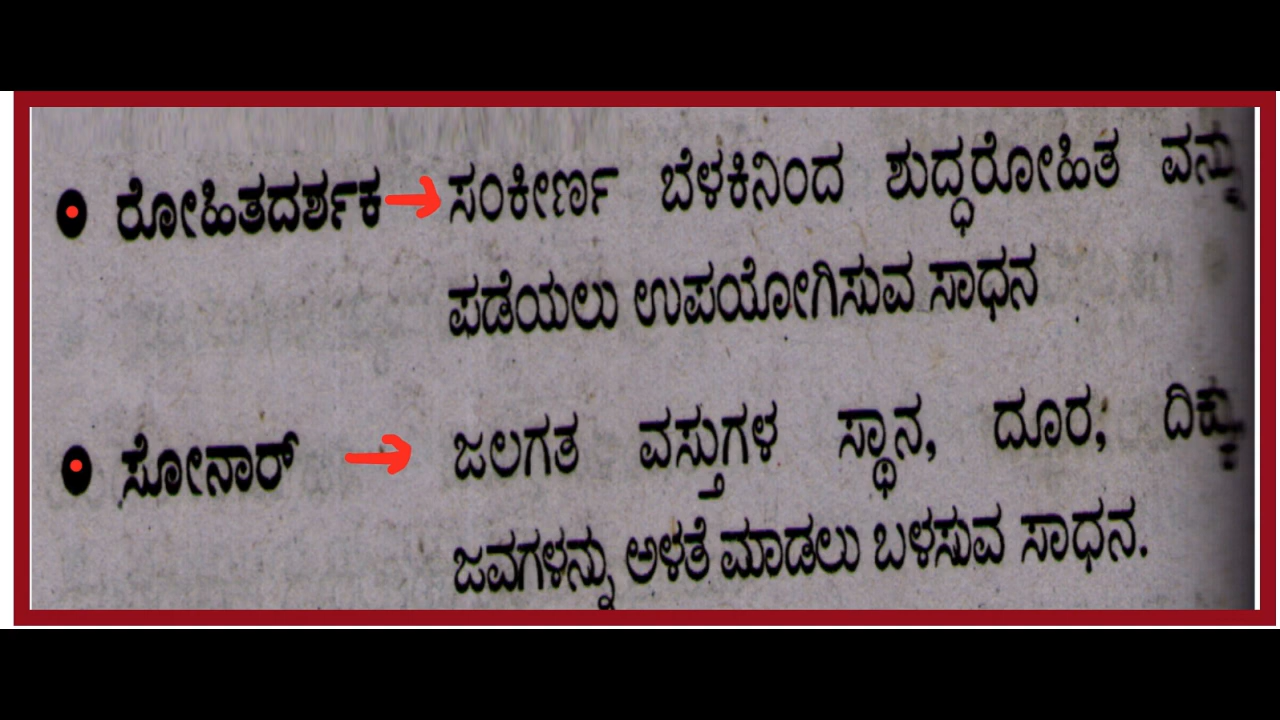 ರೋಹಿತದರ್ಶಕ → ಸಂಕೀರ್ಣ ಬೆಳಕಿನಿಂದ ಶುದ್ಧರೋಹಿತ ವನ್ನು
ಪಡೆಯಲು ಉಪಯೋಗಿಸುವ ಸಾಧನ
ಸೋನಾರ್ → ಜಲಗತ ವಸ್ತುಗಳ ಸ್ಥಾನ, ದೂರ, ದಿಕ್ಕು
ಜವಗಳನ್ನು ಅಳತೆ ಮಾಡಲು ಬಳಸುವ ಸಾಧನ.